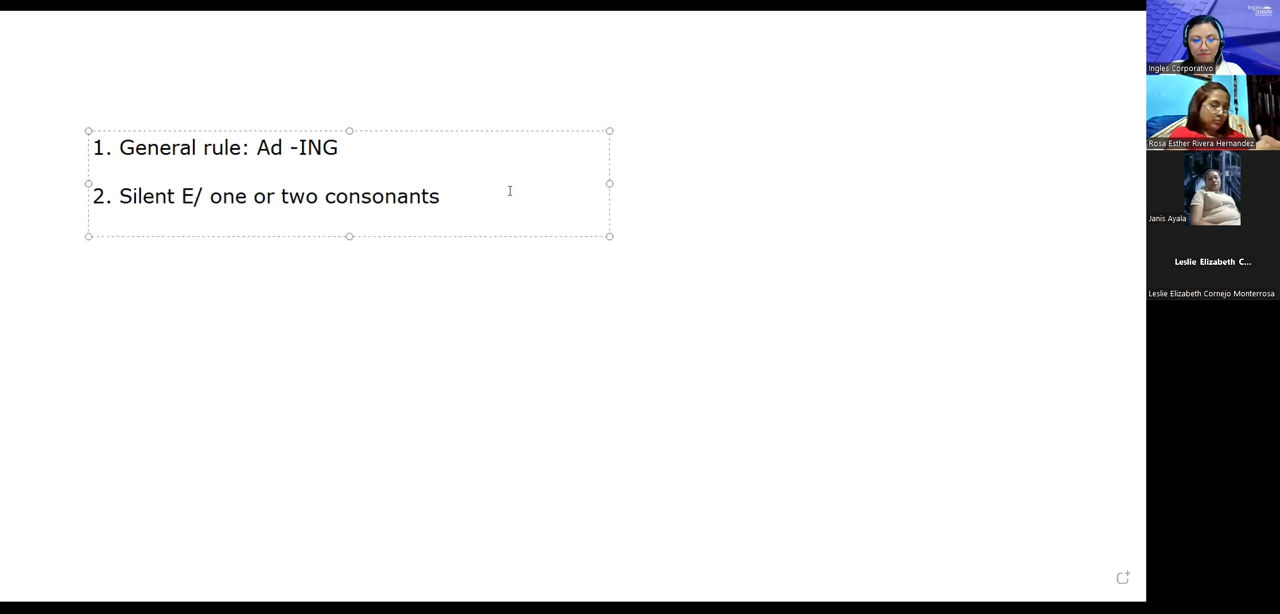 1. General rule: Ad -ING
2. Silent E/ one or two consonants
Ingles Corporativo
Rosa Esther Rivera Hernandez
Janis Ayala
Leslie Elizabeth C...
Leslie Elizabeth Cornejo Monterrosa